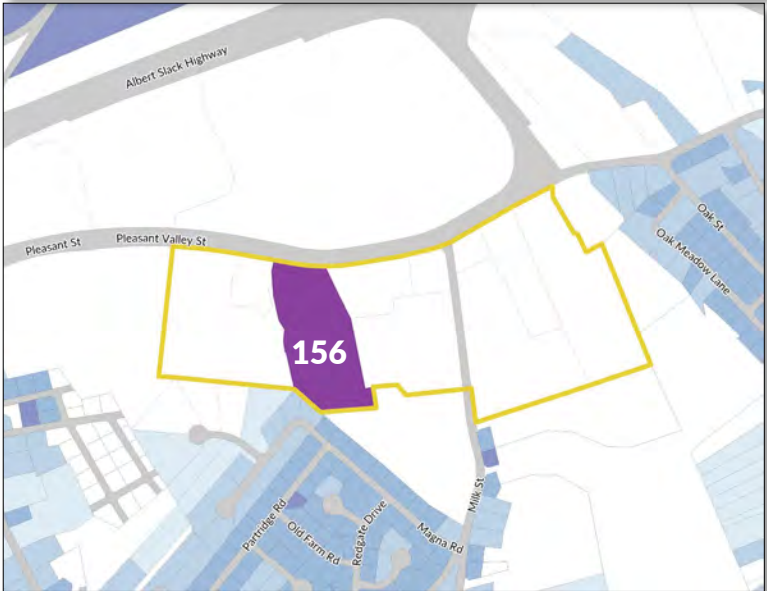 Albert Slack Highway
Pleasant St
Pleasant Valley St
Oak St
Oak Meadow Lane
156
Milk St
Partridge Rd
Old Farm Rd
Redgate Drive
Magna Rd